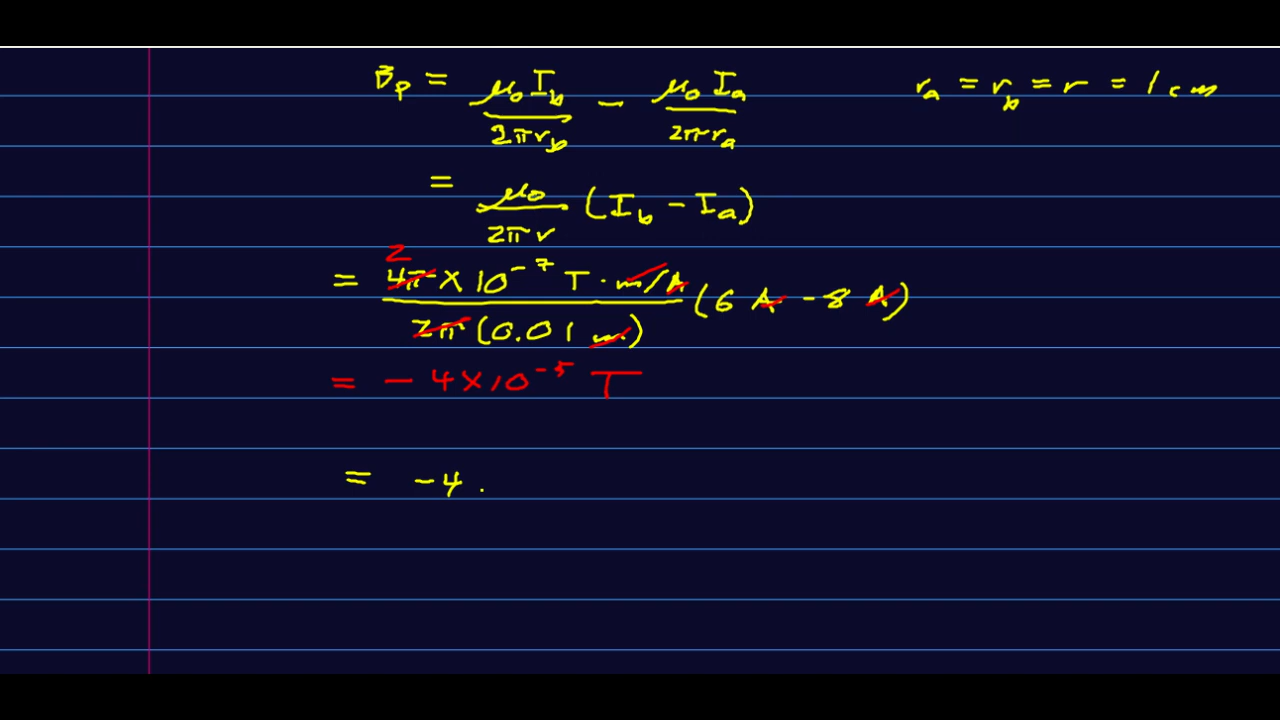 B_p = μ₀I_b/2πr_b − μ₀I_a/2πr_a    r_a = r_b = r = 1 cm
= μ₀/2πr (I_b − I_a)
2
= 4π × 10⁻⁷ T·m/A / 2π(0.01 m) (6 A − 8 A)
= −4×10⁻⁵ T
= −4.